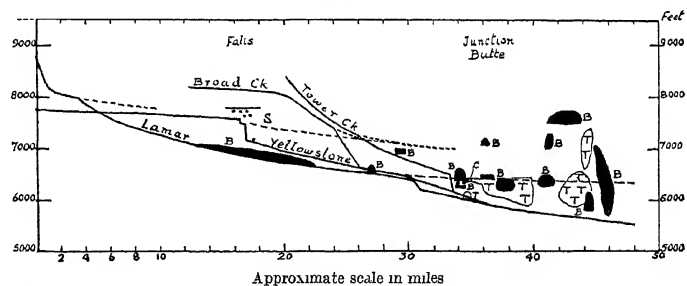 Feet
9000 9000
Falls Junction
Butte
Broad Ck
Tower Ck
8000 8000
S
Lamar
B
Yellowstone
7000 7000
B B B B
B B C
T T T T T T T
B B B B B
6000 6000
5000 5000
2 4 6 8 10 20 30 40 50
Approximate scale in miles